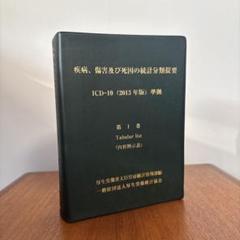 疾病、傷害及び死因の統計分類提要
ICD-10（2013年版）準拠
第1巻
Tabular list
（内容例示表）
厚生労働省大臣官房統計情報部編
一般財団法人厚生労働統計協会